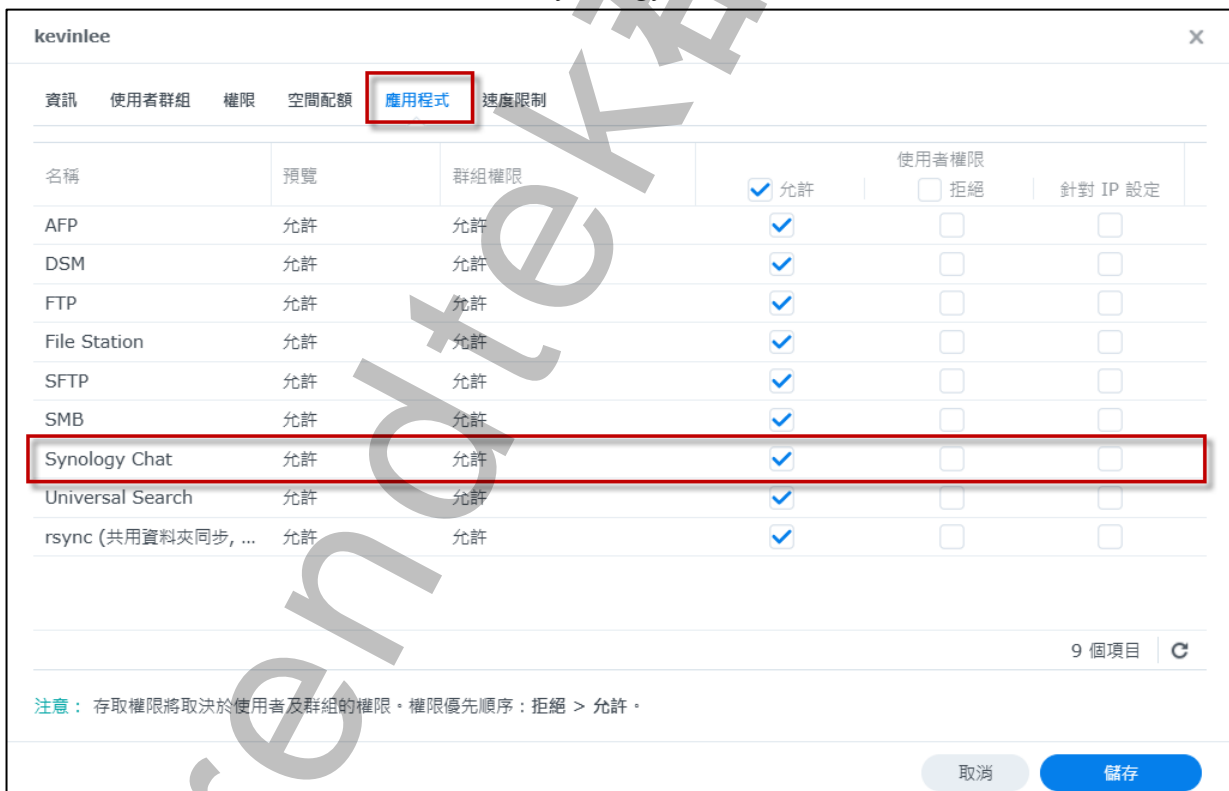 kevinlee
資訊 使用者群組 權限 空間配額 應用程式 速度限制
名稱 預覽 群組權限 使用者權限
允許 拒絕 針對 IP 設定
AFP 允許 允許
DSM 允許 允許
FTP 允許 允許
File Station 允許 允許
SFTP 允許 允許
SMB 允許 允許
Synology Chat 允許 允許
Universal Search 允許 允許
rsync (共用資料夾同步, ... 允許 允許
9 個項目
注意： 存取權限將取決於使用者及群組的權限。權限優先順序：拒絕 > 允許。
取消 儲存
endtek